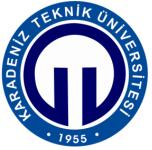 KARADENİZ TEKNİK ÜNİVERSİTESİ
· 1955 ·